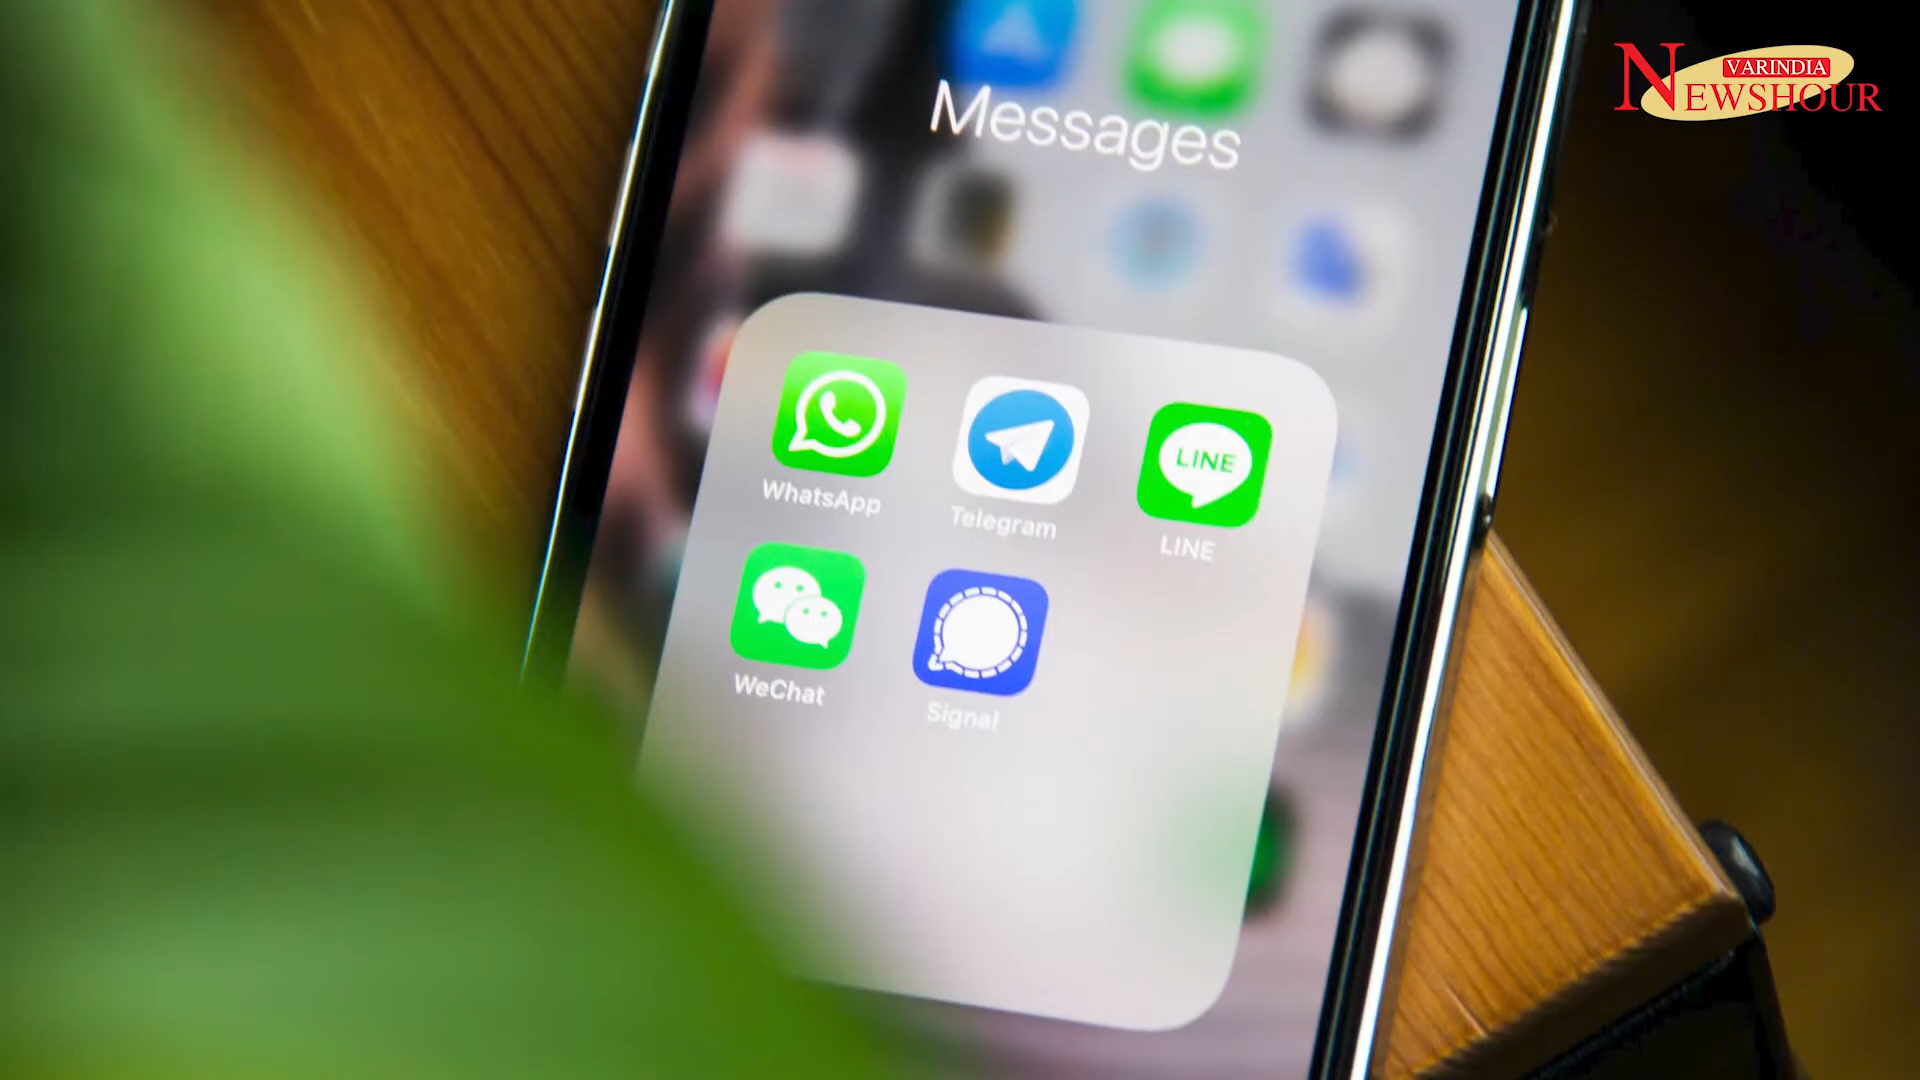 VARINDIA
NEWSHOUR
Messages
WhatsApp
Telegram
LINE
LINE
WeChat
Signal